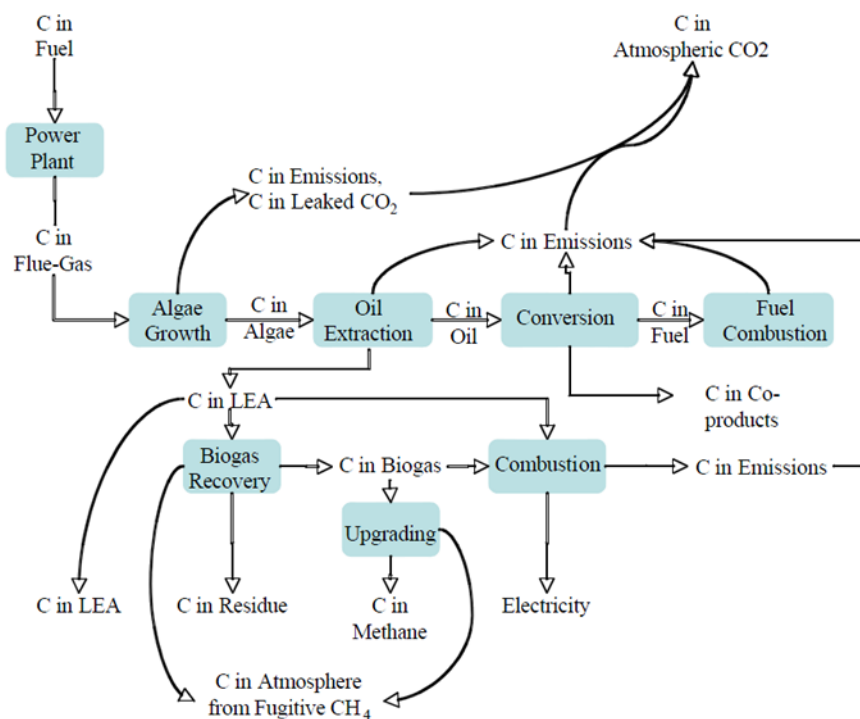 C in
Fuel
C in
Atmospheric CO2
Power
Plant
C in Emissions,
C in Leaked CO₂
C in
Flue-Gas
C in Emissions
Algae
Growth
C in
Algae
Oil
Extraction
C in
Oil
Conversion
C in
Fuel
Fuel
Combustion
C in LEA
C in Co-
products
Biogas
Recovery
C in Biogas
Combustion
C in Emissions
Upgrading
C in LEA
C in Residue
C in
Methane
Electricity
C in Atmosphere
from Fugitive CH₄